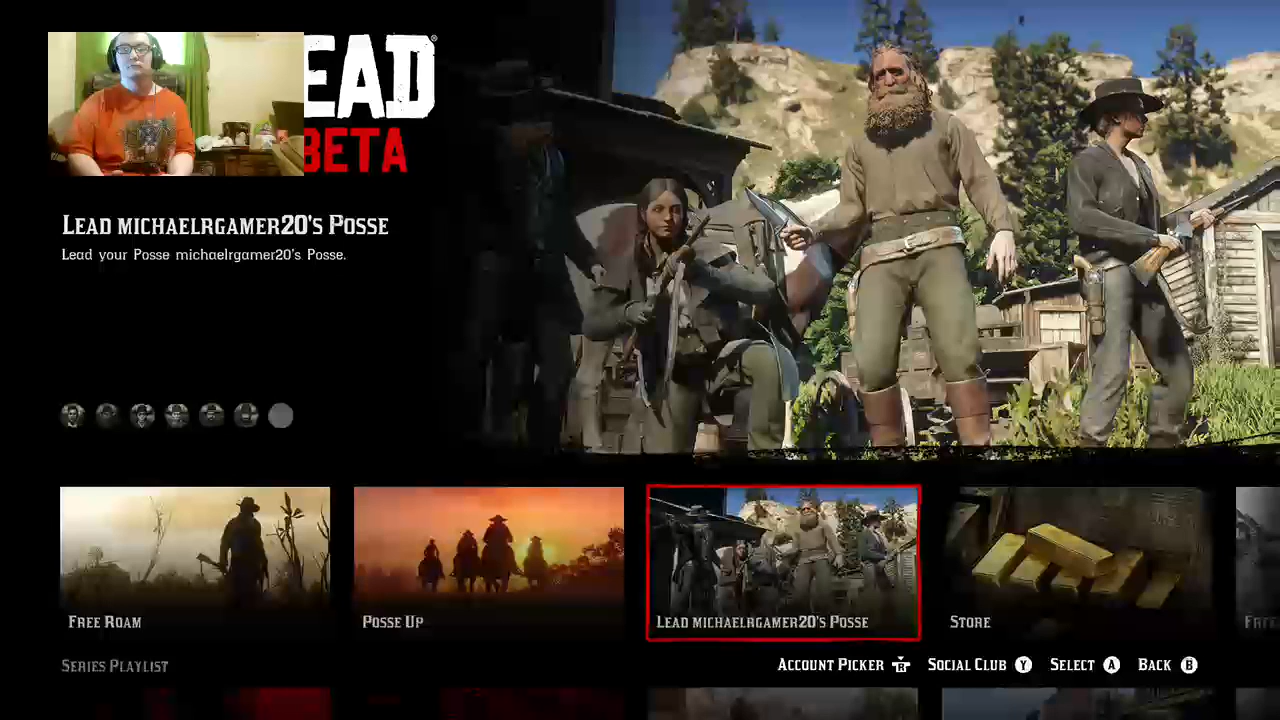 EAD
BETA
LEAD MICHAELRGAMER20'S POSSE
Lead your Posse michaelrgamer20's Posse.
FREE ROAM
POSSE UP
LEAD MICHAELRGAMER20'S POSSE
STORE
SERIES PLAYLIST
ACCOUNT PICKER R SOCIAL CLUB Y SELECT A BACK B